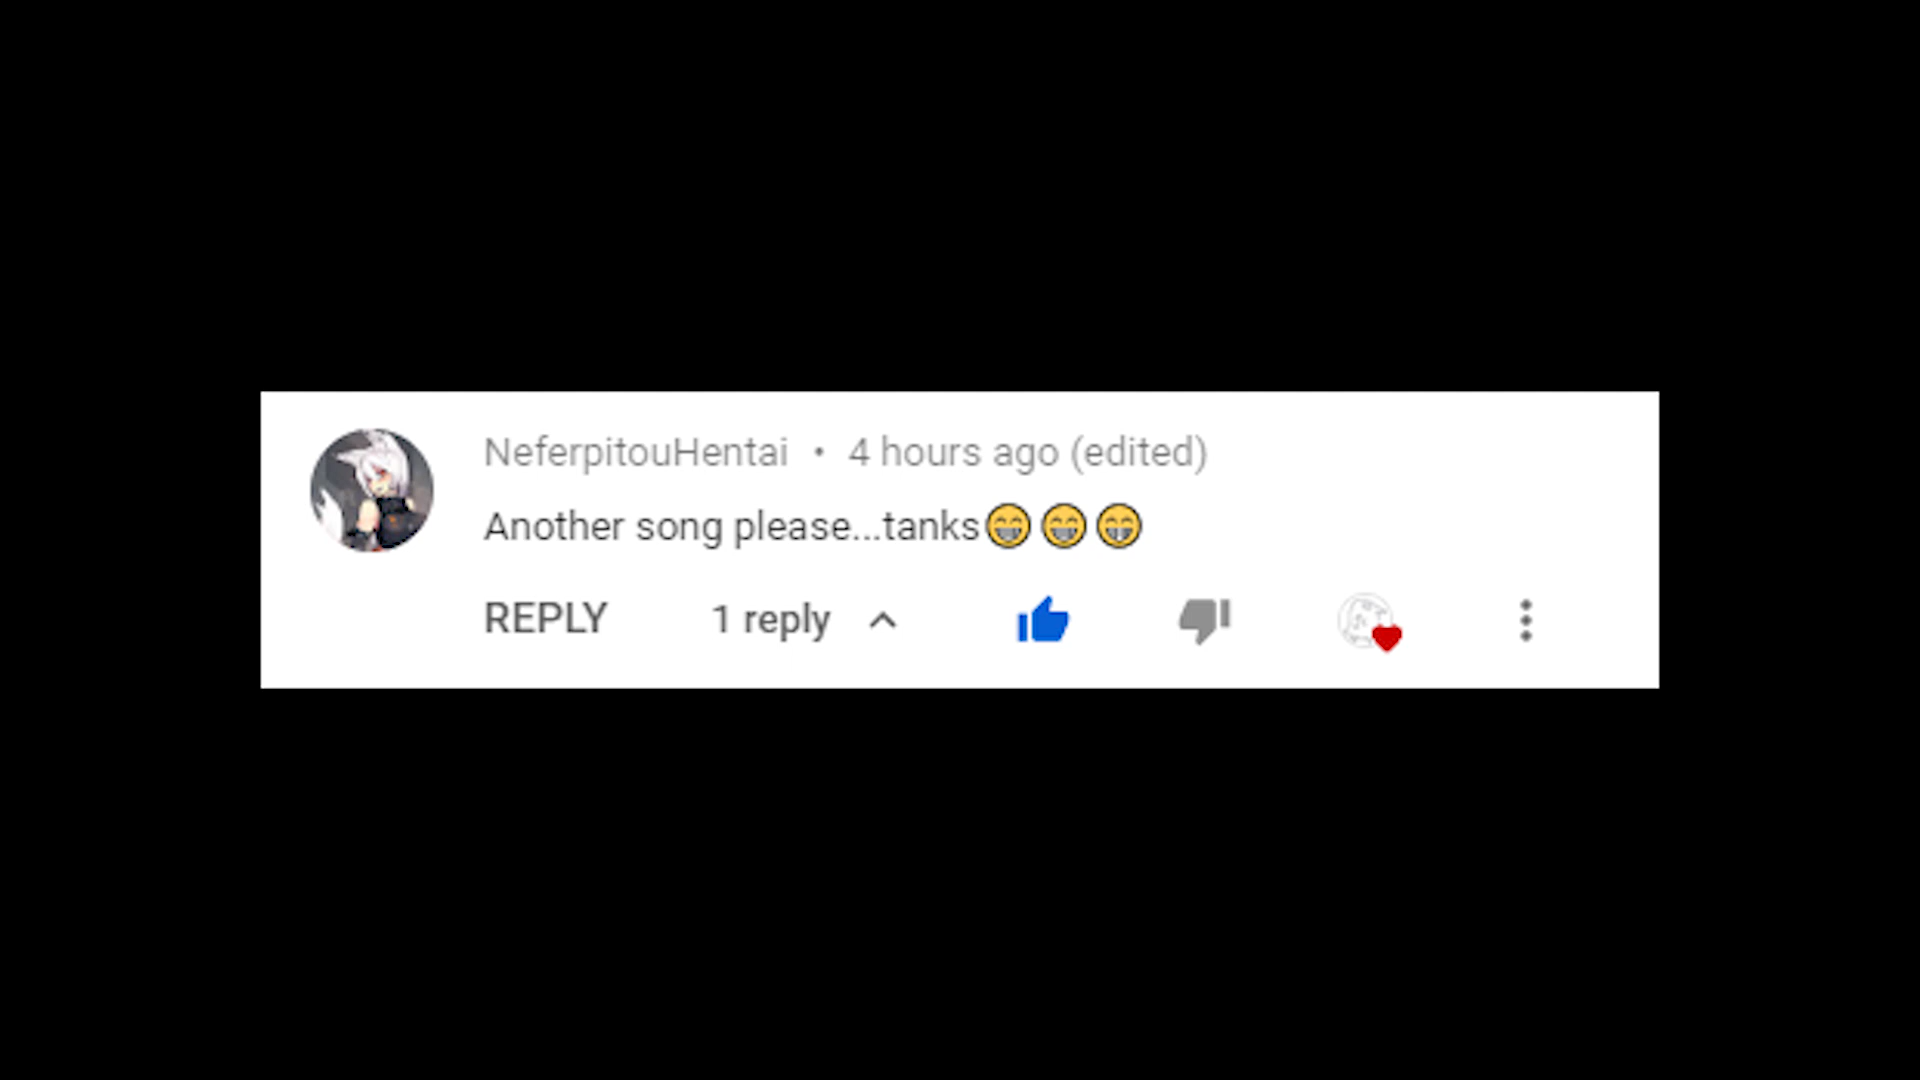 NeferpitouHentai • 4 hours ago (edited)
Another song please...tanks😁😁😁
REPLY 1 reply